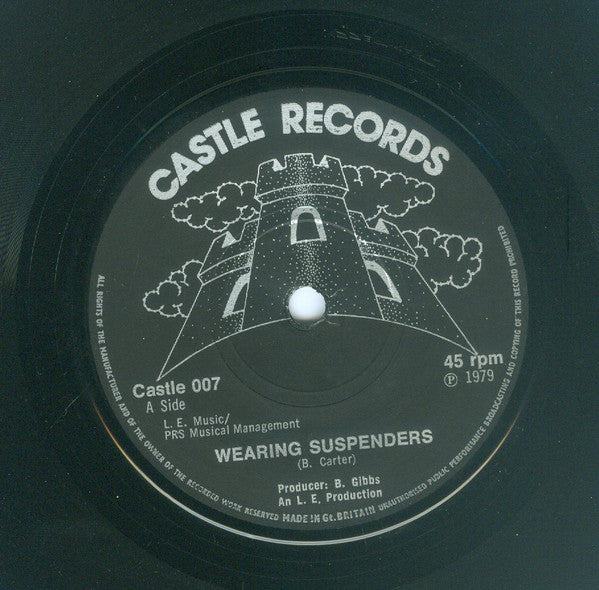 CASTLE RECORDS
Castle 007
A Side
45 rpm
Ⓟ 1979
L. E. Music/
PRS Musical Management
WEARING SUSPENDERS
(B. Carter)
Producer: B. Gibbs
An L. E. Production
ALL RIGHTS OF THE MANUFACTURER AND OF THE OWNER OF THE RECORDED WORK RESERVED MADE IN Gt. BRITAIN UNAUTHORISED PUBLIC PERFORMANCE BROADCASTING AND COPYING OF THIS RECORD PROHIBITED